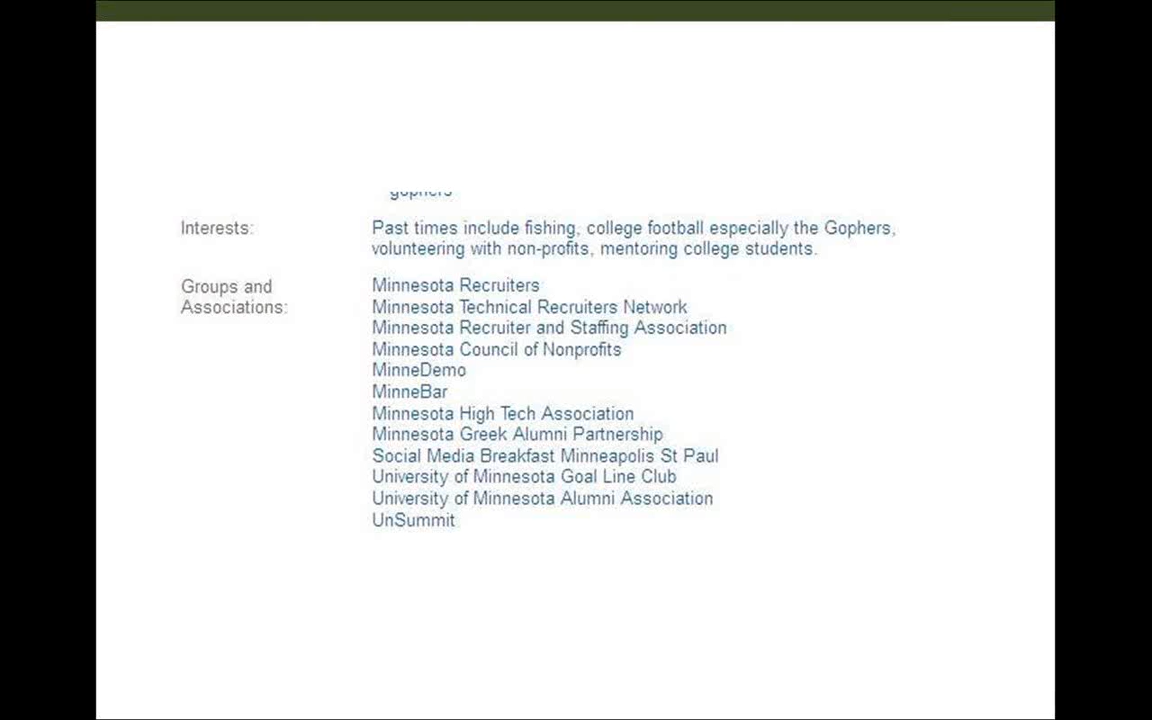 gophers
Interests:
Past times include fishing, college football especially the Gophers,
volunteering with non-profits, mentoring college students.
Groups and
Associations:
Minnesota Recruiters
Minnesota Technical Recruiters Network
Minnesota Recruiter and Staffing Association
Minnesota Council of Nonprofits
MinneDemo
MinneBar
Minnesota High Tech Association
Minnesota Greek Alumni Partnership
Social Media Breakfast Minneapolis St Paul
University of Minnesota Goal Line Club
University of Minnesota Alumni Association
UnSummit